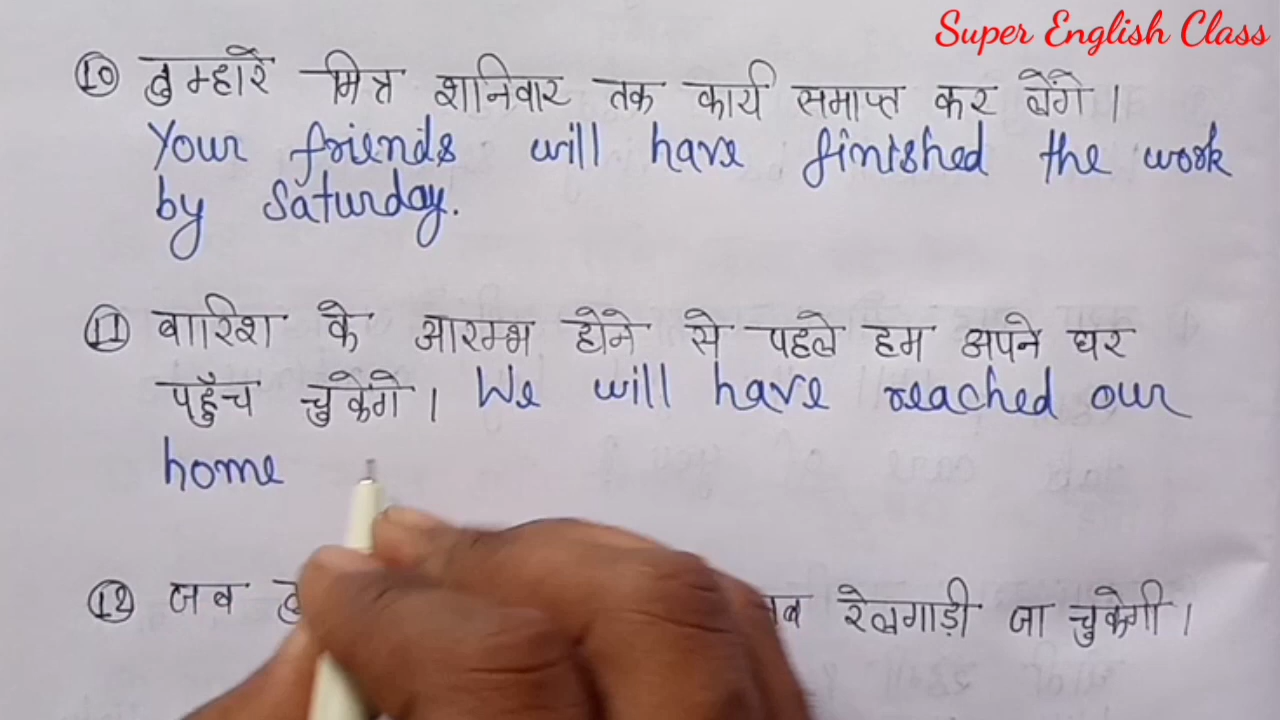 Super English Class
⑩ तुम्हारे मित्र शनिवार तक कार्य समाप्त कर लेंगे।
Your friends will have finished the work
by Saturday.
⑪ बारिश के आरम्भ होने से पहले हम अपने घर
पहुँच चुकेंगे। We will have reached our
home
⑫ जब रेलगाड़ी जा चुकेगी।